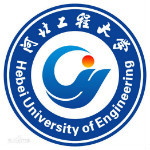 河北工程大学
Hebei University of Engineering